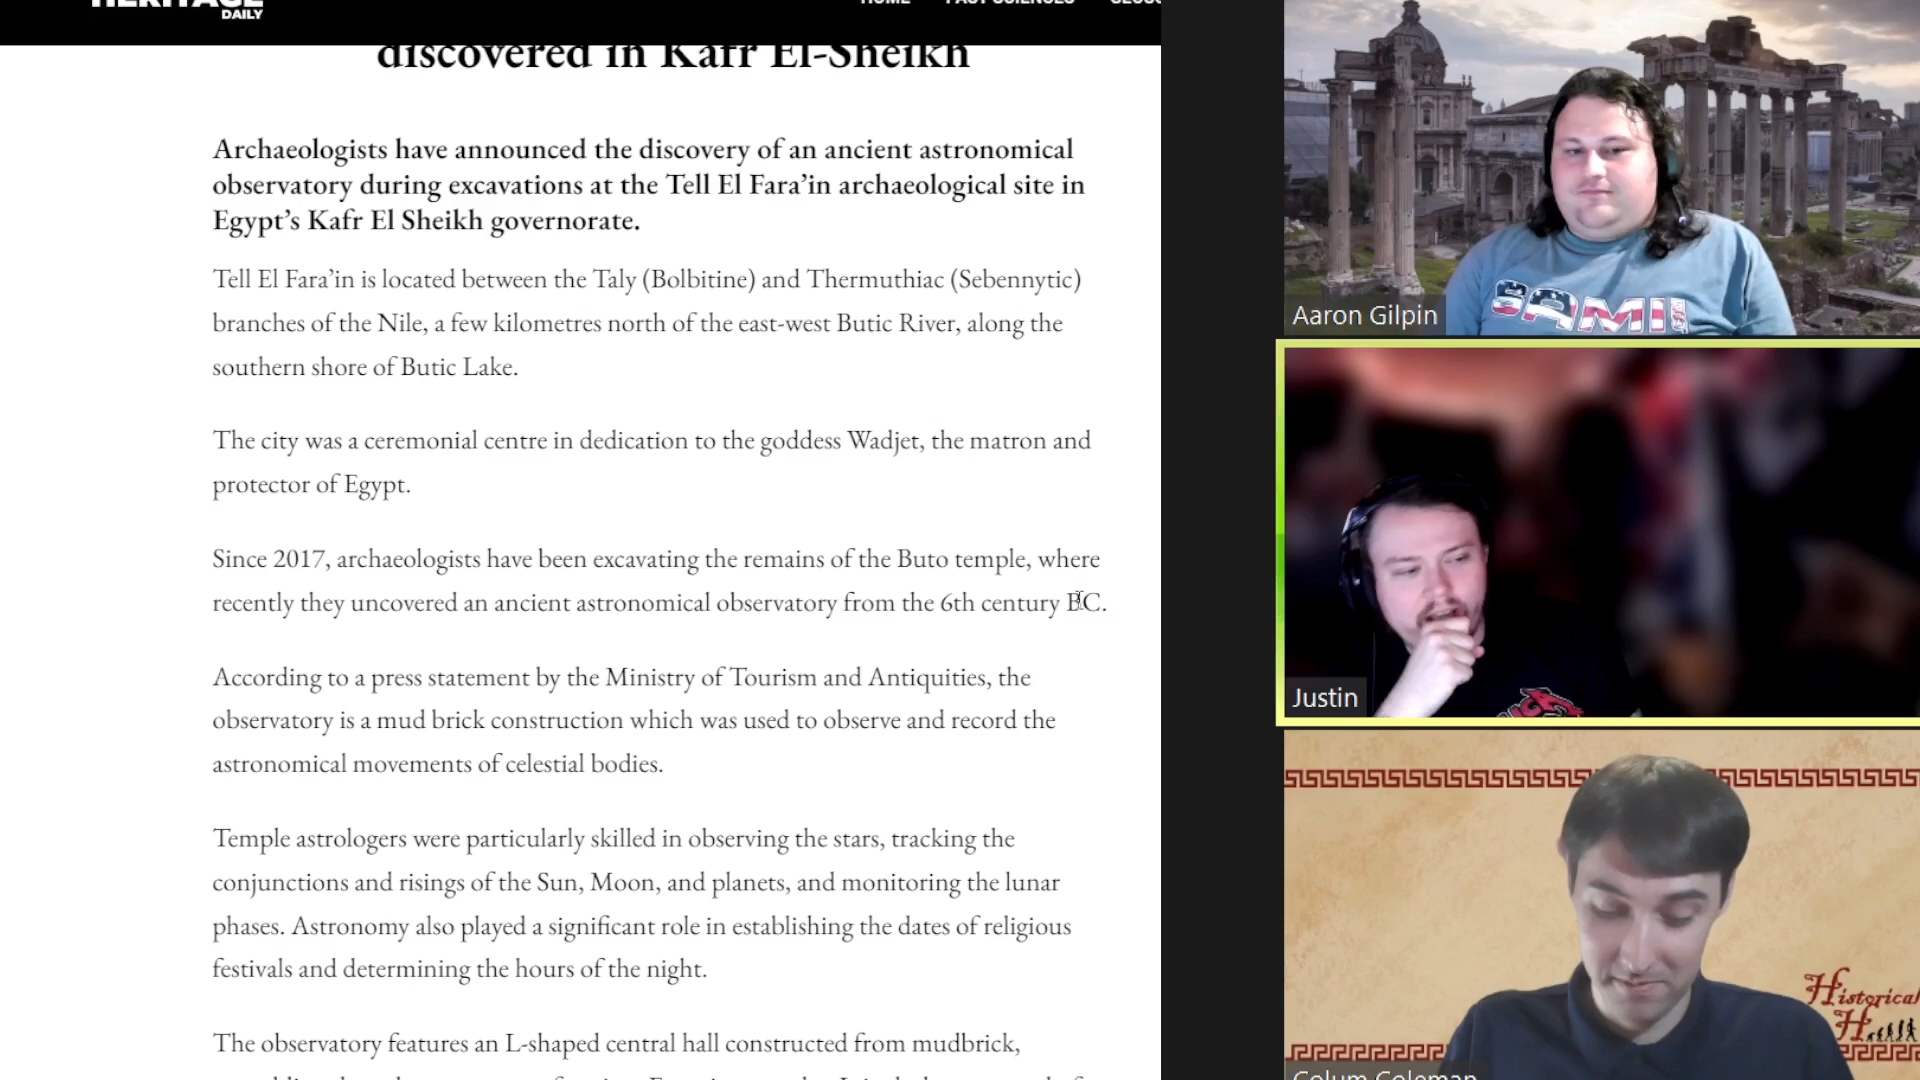 HERITAGE
DAILY
HOME
PAST SCIENCES
discovered in Kafr El-Sheikh
Archaeologists have announced the discovery of an ancient astronomical
observatory during excavations at the Tell El Fara’in archaeological site in
Egypt’s Kafr El Sheikh governorate.
Tell El Fara’in is located between the Taly (Bolbitine) and Thermuthiac (Sebennytic)
branches of the Nile, a few kilometres north of the east-west Butic River, along the
southern shore of Butic Lake.
The city was a ceremonial centre in dedication to the goddess Wadjet, the matron and
protector of Egypt.
Since 2017, archaeologists have been excavating the remains of the Buto temple, where
recently they uncovered an ancient astronomical observatory from the 6th century BC.
According to a press statement by the Ministry of Tourism and Antiquities, the
observatory is a mud brick construction which was used to observe and record the
astronomical movements of celestial bodies.
Temple astrologers were particularly skilled in observing the stars, tracking the
conjunctions and risings of the Sun, Moon, and planets, and monitoring the lunar
phases. Astronomy also played a significant role in establishing the dates of religious
festivals and determining the hours of the night.
The observatory features an L-shaped central hall constructed from mudbrick,
Aaron Gilpin
Justin
Historical
Colum Coleman